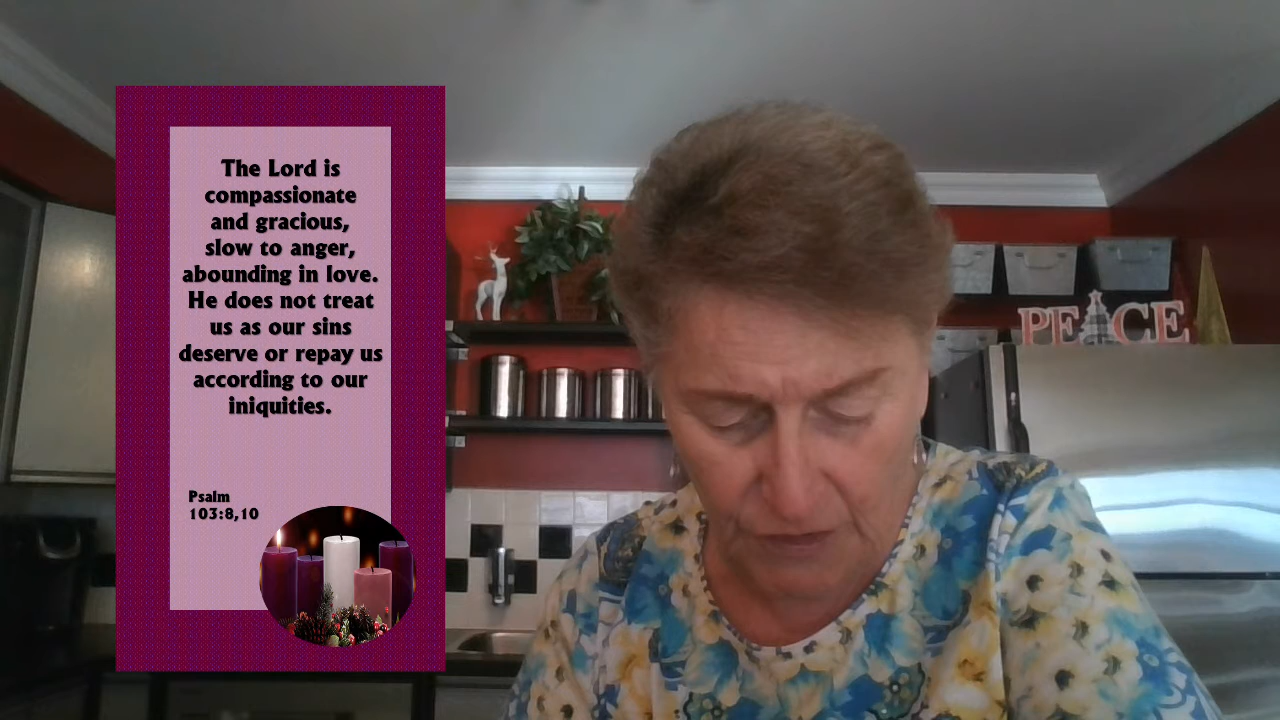 The Lord is
compassionate
and gracious,
slow to anger,
abounding in love.
He does not treat
us as our sins
deserve or repay us
according to our
iniquities.
Psalm
103:8,10
PEACE